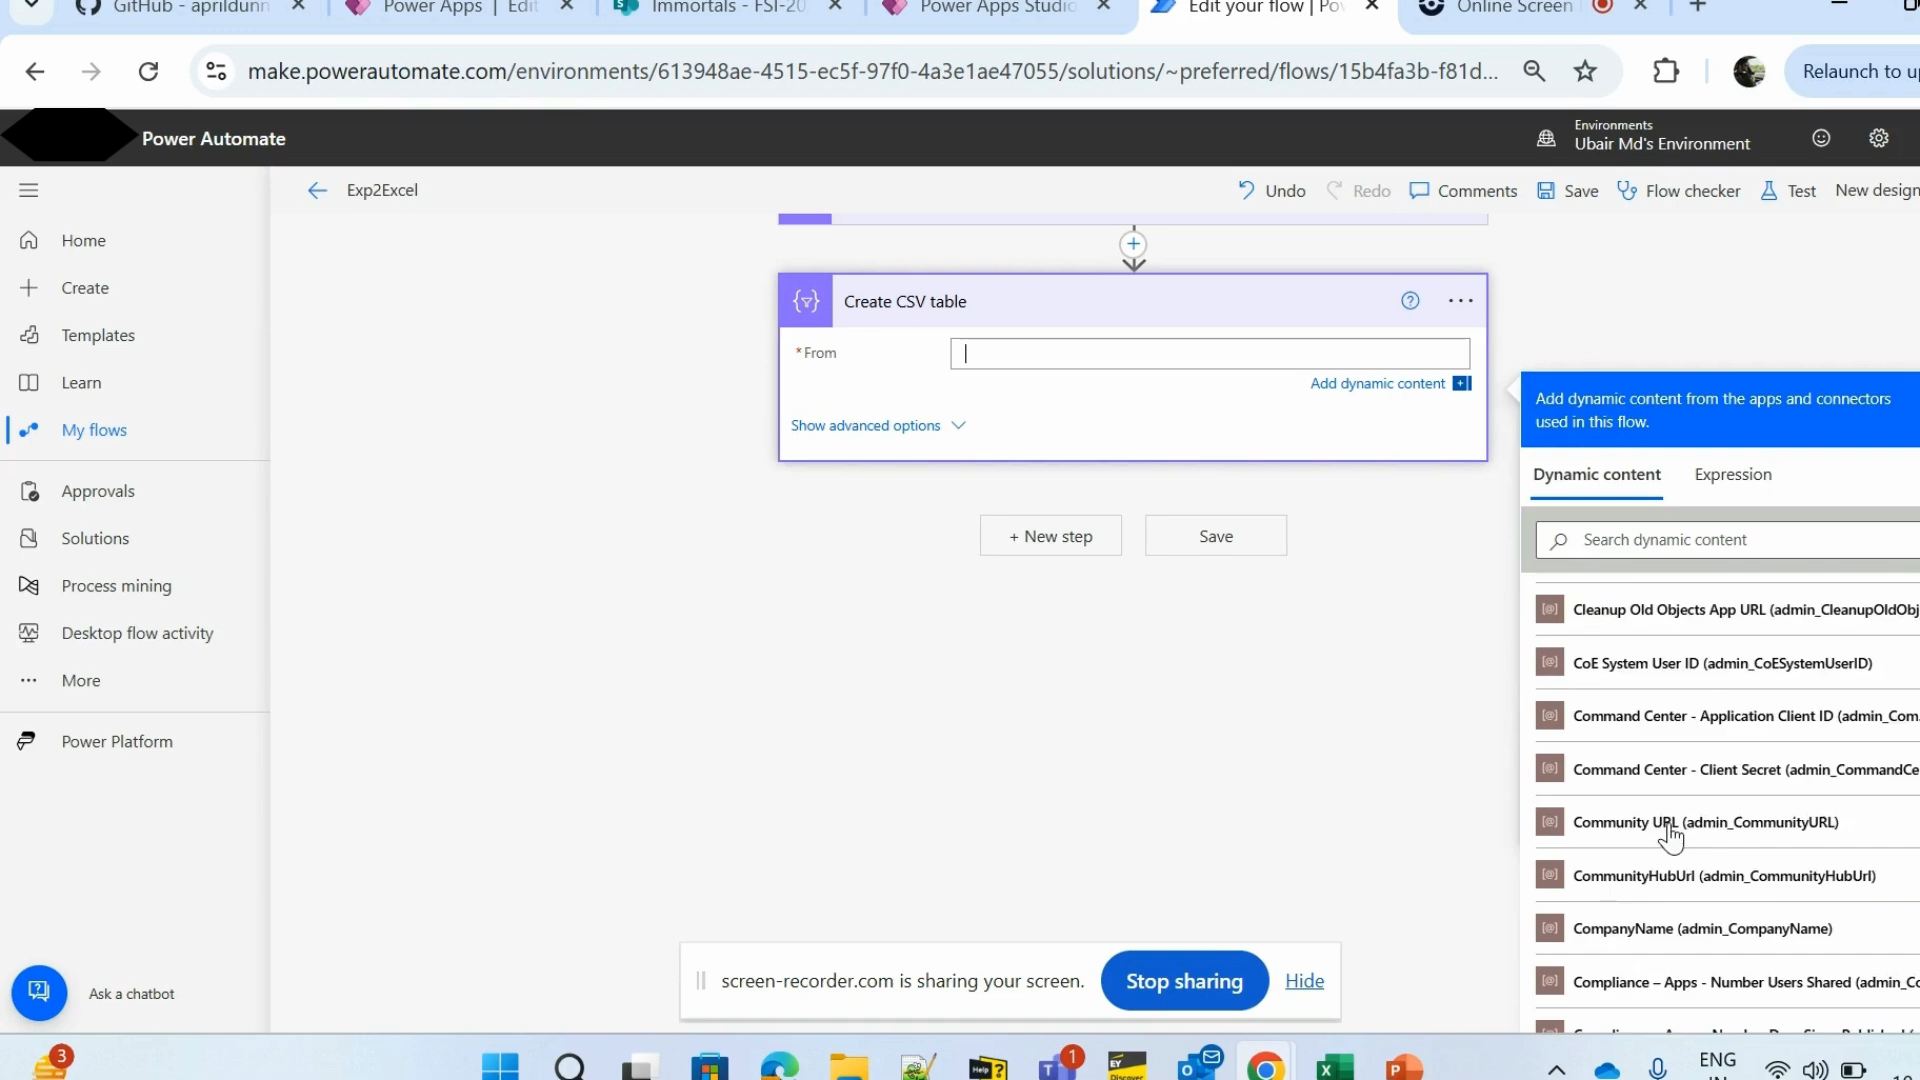 GitHub - aprildunn
Power Apps | Edit
Immortals - FSI-20
Power Apps Studio
Edit your flow | Pow
Online Screen
make.powerautomate.com/environments/613948ae-4515-ec5f-97f0-4a3e1ae47055/solutions/~preferred/flows/15b4fa3b-f81d...
Relaunch to u
Power Automate
Environments
Ubair Md's Environment
Exp2Excel
Undo
Redo
Comments
Save
Flow checker
Test
New design
Home
Create
Templates
Learn
My flows
Approvals
Solutions
Process mining
Desktop flow activity
More
Power Platform
Ask a chatbot
Create CSV table
* From
Add dynamic content
Show advanced options
+ New step
Save
Add dynamic content from the apps and connectors
used in this flow.
Dynamic content
Expression
Search dynamic content
Cleanup Old Objects App URL (admin_CleanupOldObj
CoE System User ID (admin_CoESystemUserID)
Command Center - Application Client ID (admin_Com
Command Center - Client Secret (admin_CommandCe
Community URL (admin_CommunityURL)
CommunityHubUrl (admin_CommunityHubUrl)
CompanyName (admin_CompanyName)
Compliance – Apps - Number Users Shared (admin_Co
screen-recorder.com is sharing your screen.
Stop sharing
Hide
3
Help ?
1
EY
Discover
ENG